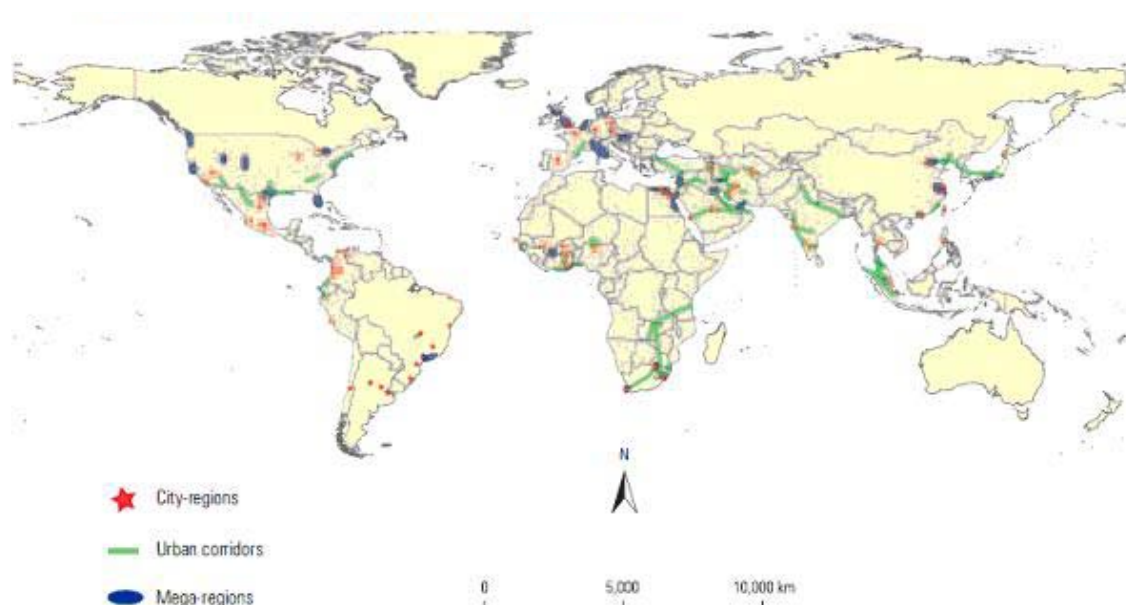 N
City-regions
Urban corridors
Mega-regions
0 5,000 10,000 km